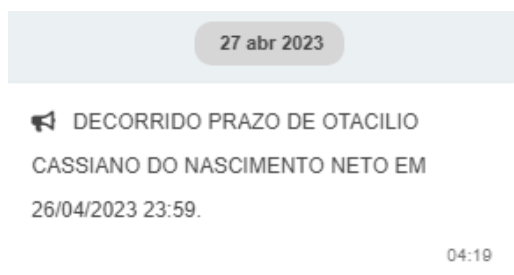 27 abr 2023
DECORRIDO PRAZO DE OTACILIO
CASSIANO DO NASCIMENTO NETO EM
26/04/2023 23:59.
04:19